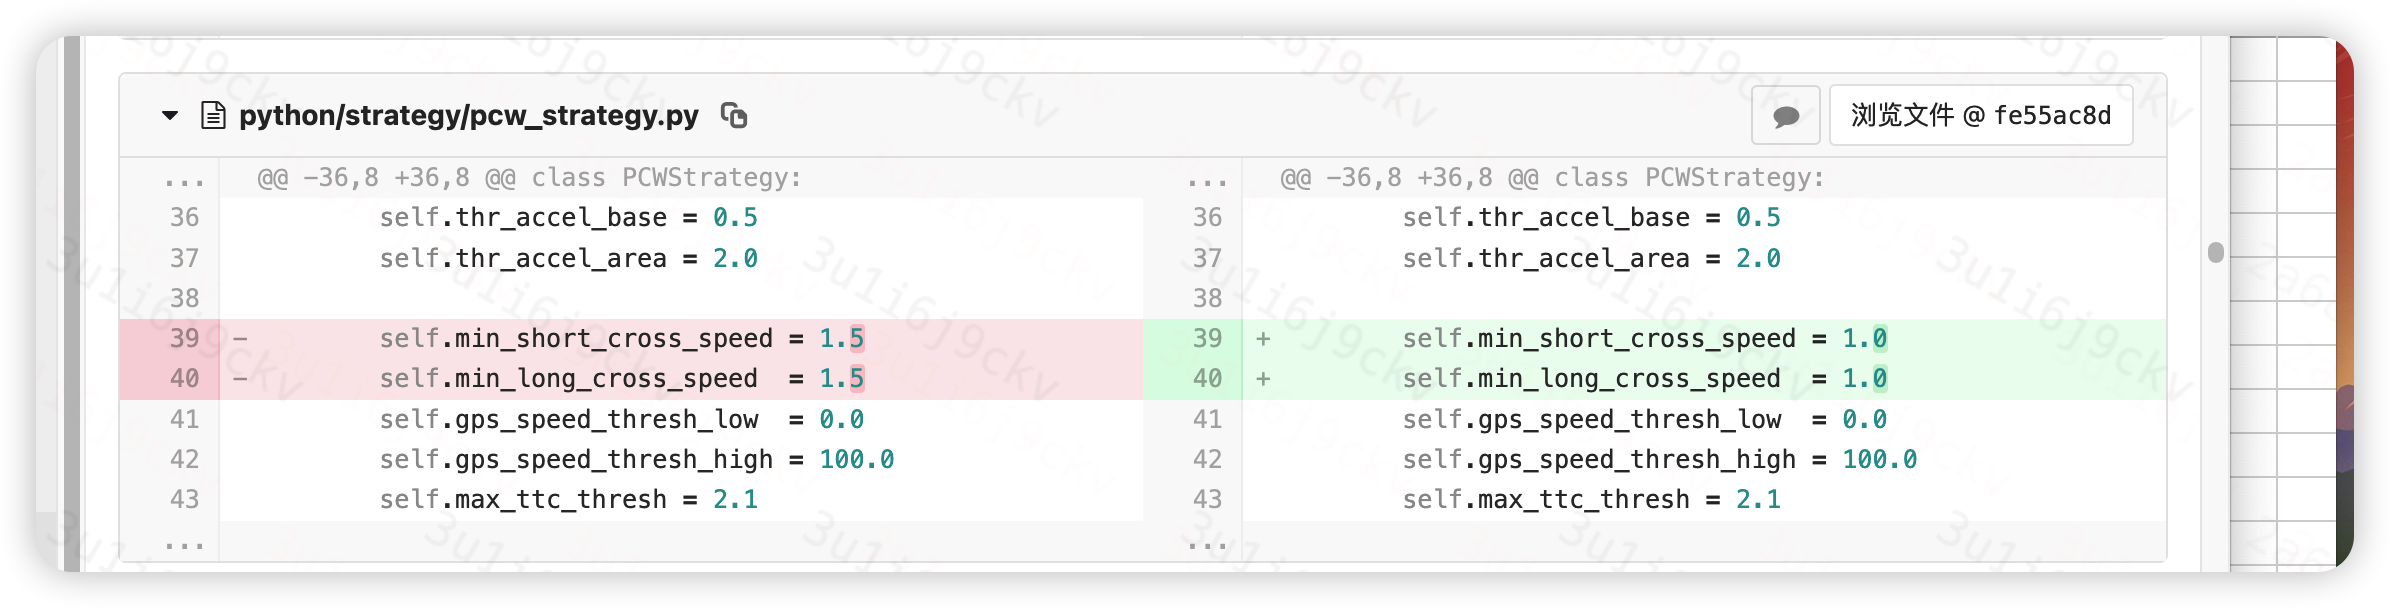 python/strategy/pcw_strategy.py
浏览文件 @ fe55ac8d
... @@ -36,8 +36,8 @@ class PCWStrategy:
36 self.thr_accel_base = 0.5
37 self.thr_accel_area = 2.0
38
39 - self.min_short_cross_speed = 1.5
40 - self.min_long_cross_speed  = 1.5
41 self.gps_speed_thresh_low  = 0.0
42 self.gps_speed_thresh_high = 100.0
43 self.max_ttc_thresh = 2.1
...
... @@ -36,8 +36,8 @@ class PCWStrategy:
36 self.thr_accel_base = 0.5
37 self.thr_accel_area = 2.0
38
39 + self.min_short_cross_speed = 1.0
40 + self.min_long_cross_speed  = 1.0
41 self.gps_speed_thresh_low  = 0.0
42 self.gps_speed_thresh_high = 100.0
43 self.max_ttc_thresh = 2.1
...
3u1i6j9ckv